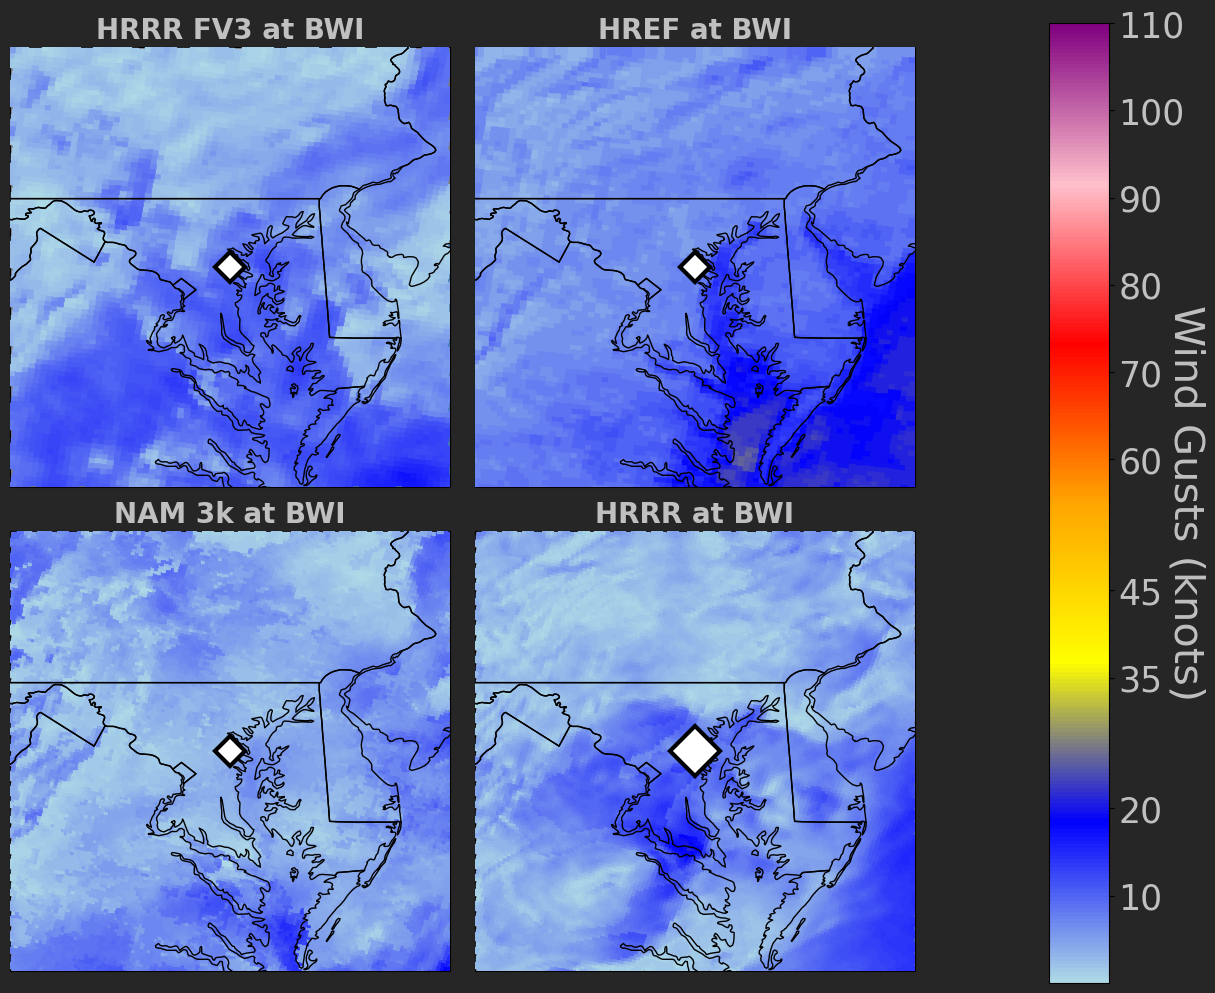 HRRR FV3 at BWI
HREF at BWI
NAM 3k at BWI
HRRR at BWI
110
100
90
80
70
60
45
35
20
10
Wind Gusts (knots)